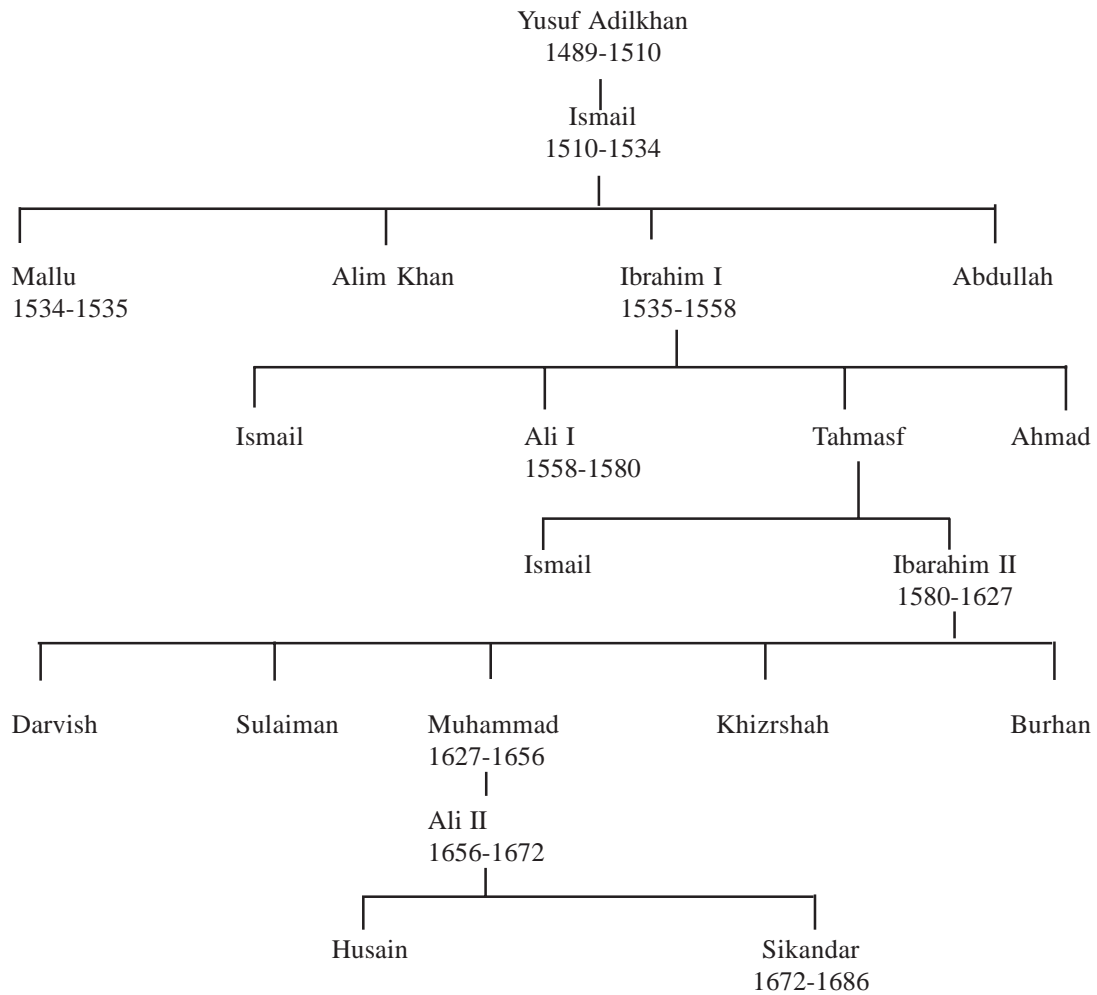 Yusuf Adilkhan
1489-1510
Ismail
1510-1534
Mallu
1534-1535
Alim Khan
Ibrahim I
1535-1558
Abdullah
Ismail
Ali I
1558-1580
Tahmasf
Ahmad
Ismail
Ibarahim II
1580-1627
Darvish
Sulaiman
Muhammad
1627-1656
Khizrshah
Burhan
Ali II
1656-1672
Husain
Sikandar
1672-1686